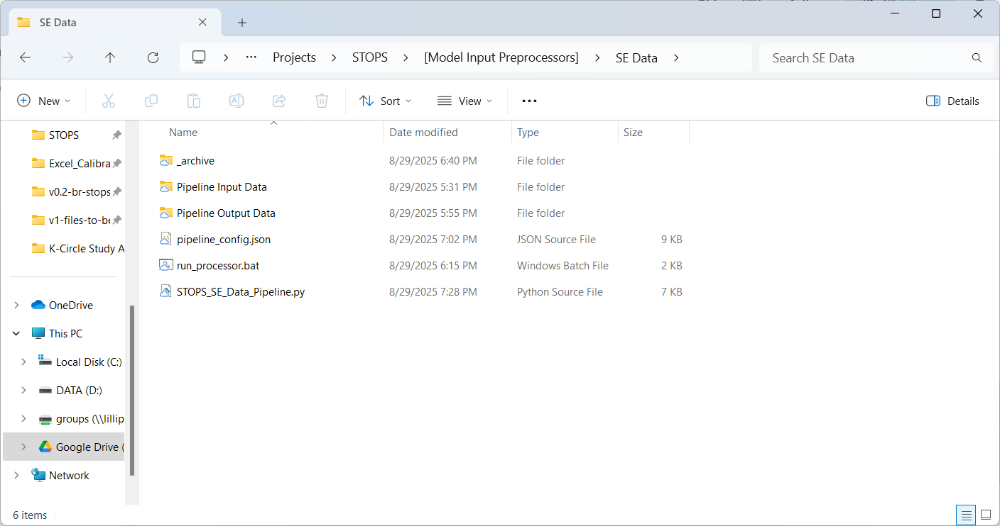 SE Data
Projects STOPS [Model Input Preprocessors] SE Data Search SE Data
New Sort View Details
Name Date modified Type Size
_archive 8/29/2025 6:40 PM File folder
Pipeline Input Data 8/29/2025 5:31 PM File folder
Pipeline Output Data 8/29/2025 5:55 PM File folder
pipeline_config.json 8/29/2025 7:02 PM JSON Source File 9 KB
run_processor.bat 8/29/2025 6:15 PM Windows Batch File 2 KB
STOPS_SE_Data_Pipeline.py 8/29/2025 7:28 PM Python Source File 7 KB
STOPS
Excel_Calibra
v0.2-br-stops
v1-files-to-be
K-Circle Study A
OneDrive
This PC
Local Disk (C:)
DATA (D:)
groups (\\lillip
Google Drive (
Network
6 items